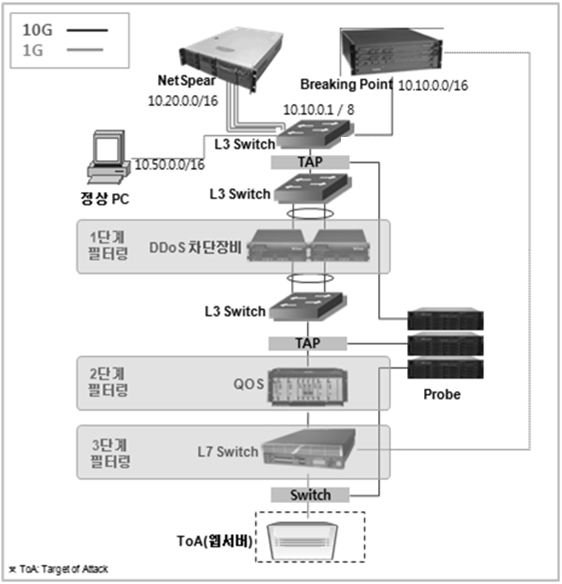 10G
1G
NetSpear
10.20.0.0/16
Breaking Point
10.10.0.0/16
10.10.0.1 / 8
L3 Switch
10.50.0.0/16
정상 PC
TAP
L3 Switch
1단계
필터링
DDoS 차단장비
L3 Switch
TAP
2단계
필터링
QOS
Probe
3단계
필터링
L7 Switch
Switch
ToA(웹서버)
※ ToA: Target of Attack